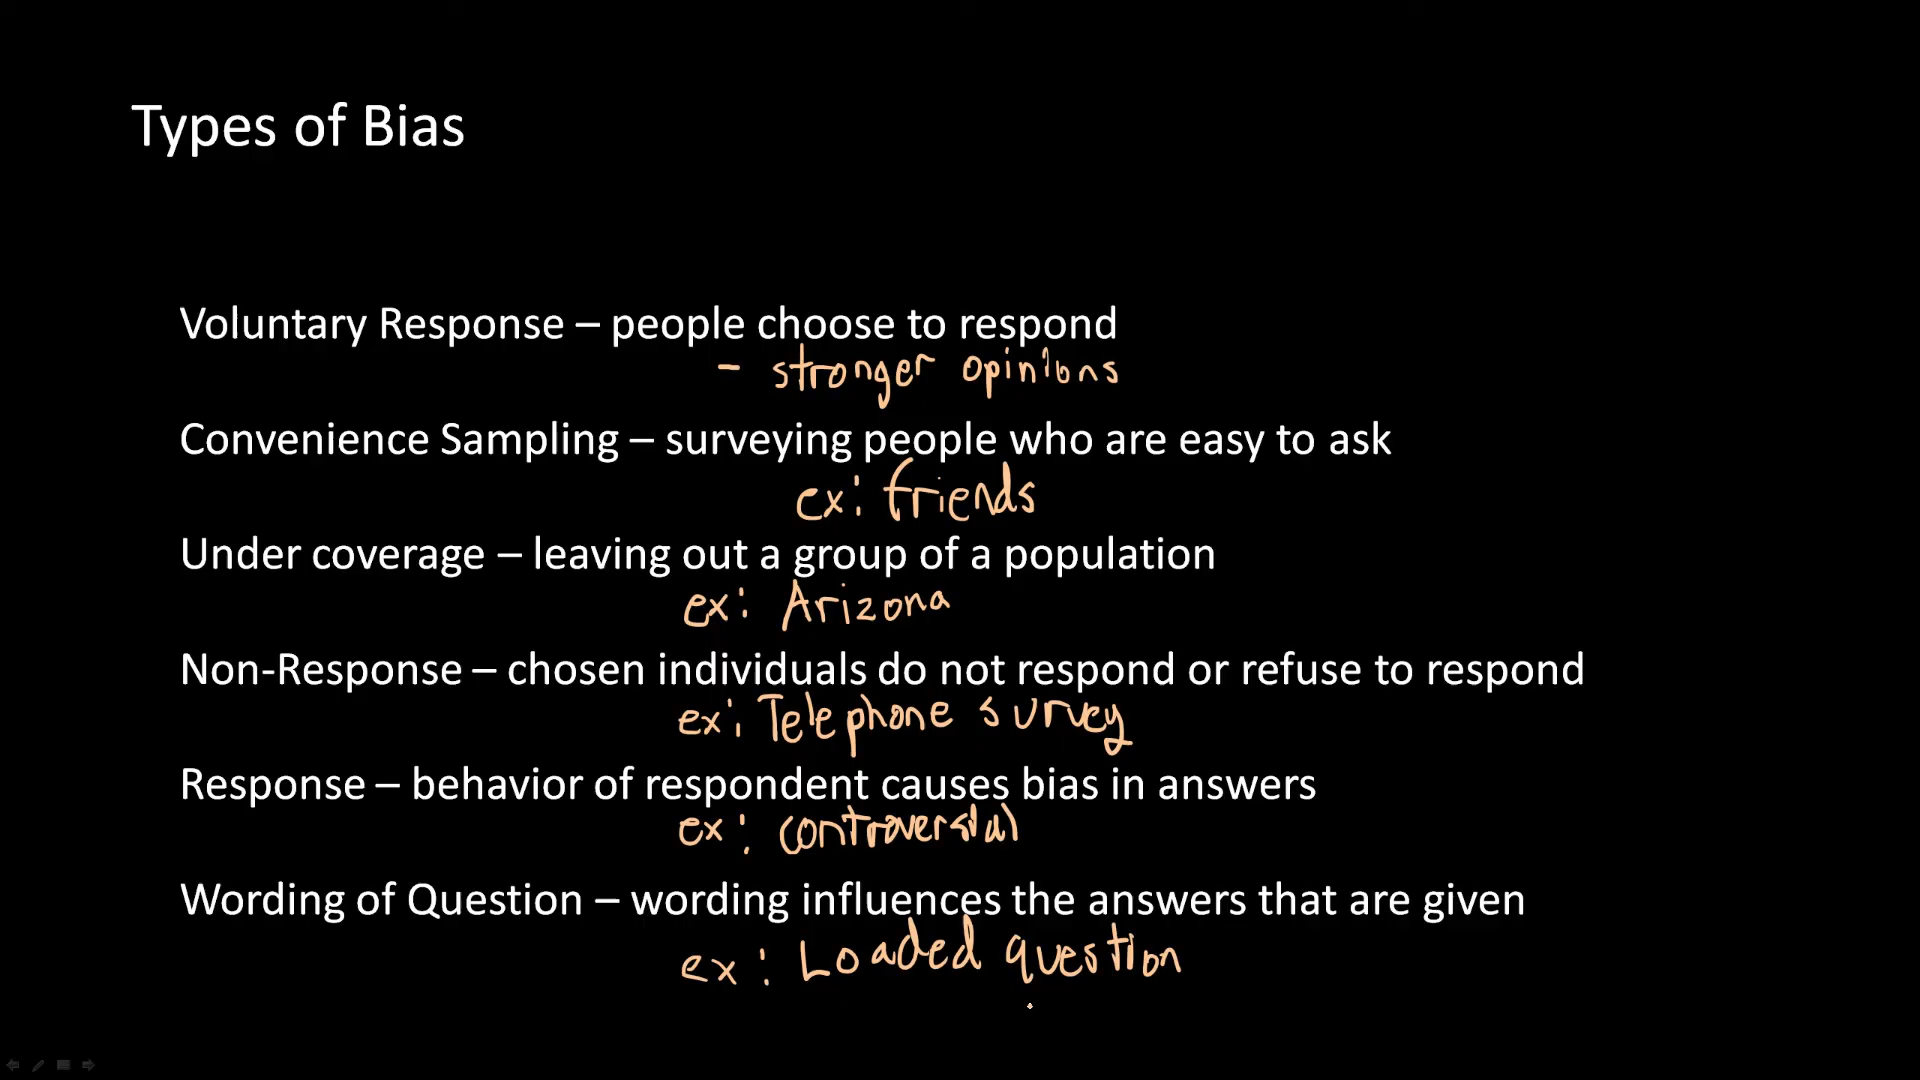 Types of Bias
Voluntary Response – people choose to respond
- stronger opinions
Convenience Sampling – surveying people who are easy to ask
ex: friends
Under coverage – leaving out a group of a population
ex: Arizona
Non-Response – chosen individuals do not respond or refuse to respond
ex: Telephone survey
Response – behavior of respondent causes bias in answers
ex: controversial
Wording of Question – wording influences the answers that are given
ex: Loaded question